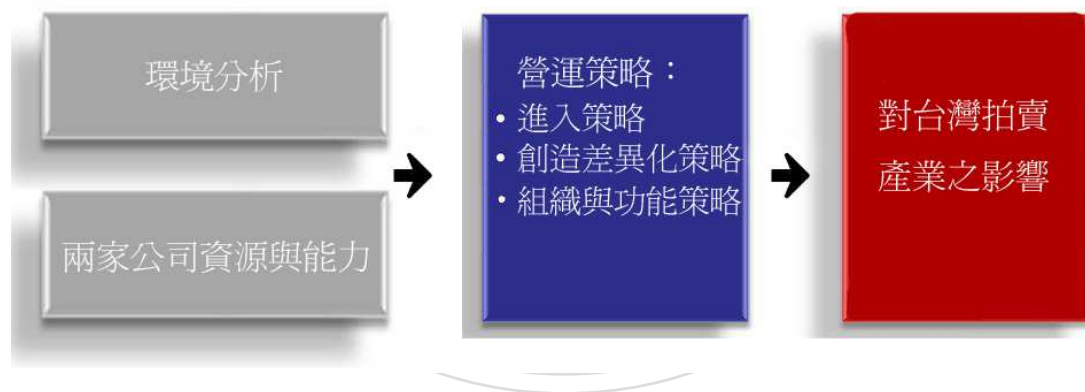 環境分析
兩家公司資源與能力
營運策略：
• 進入策略
• 創造差異化策略
• 組織與功能策略
對台灣拍賣
產業之影響